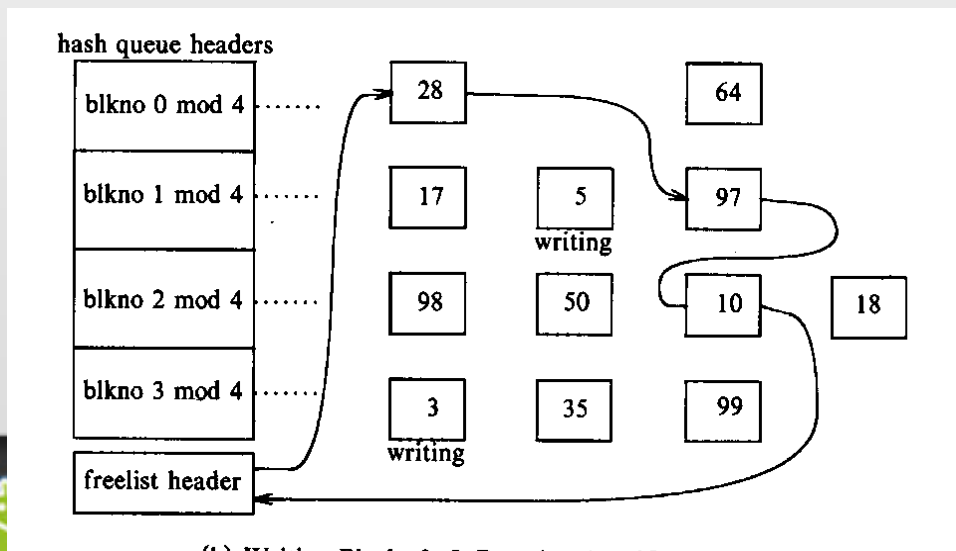 hash queue headers
blkno 0 mod 4 28 64
blkno 1 mod 4 17 5 97
writing
blkno 2 mod 4 98 50 10 18
blkno 3 mod 4 3 35 99
writing
freelist header